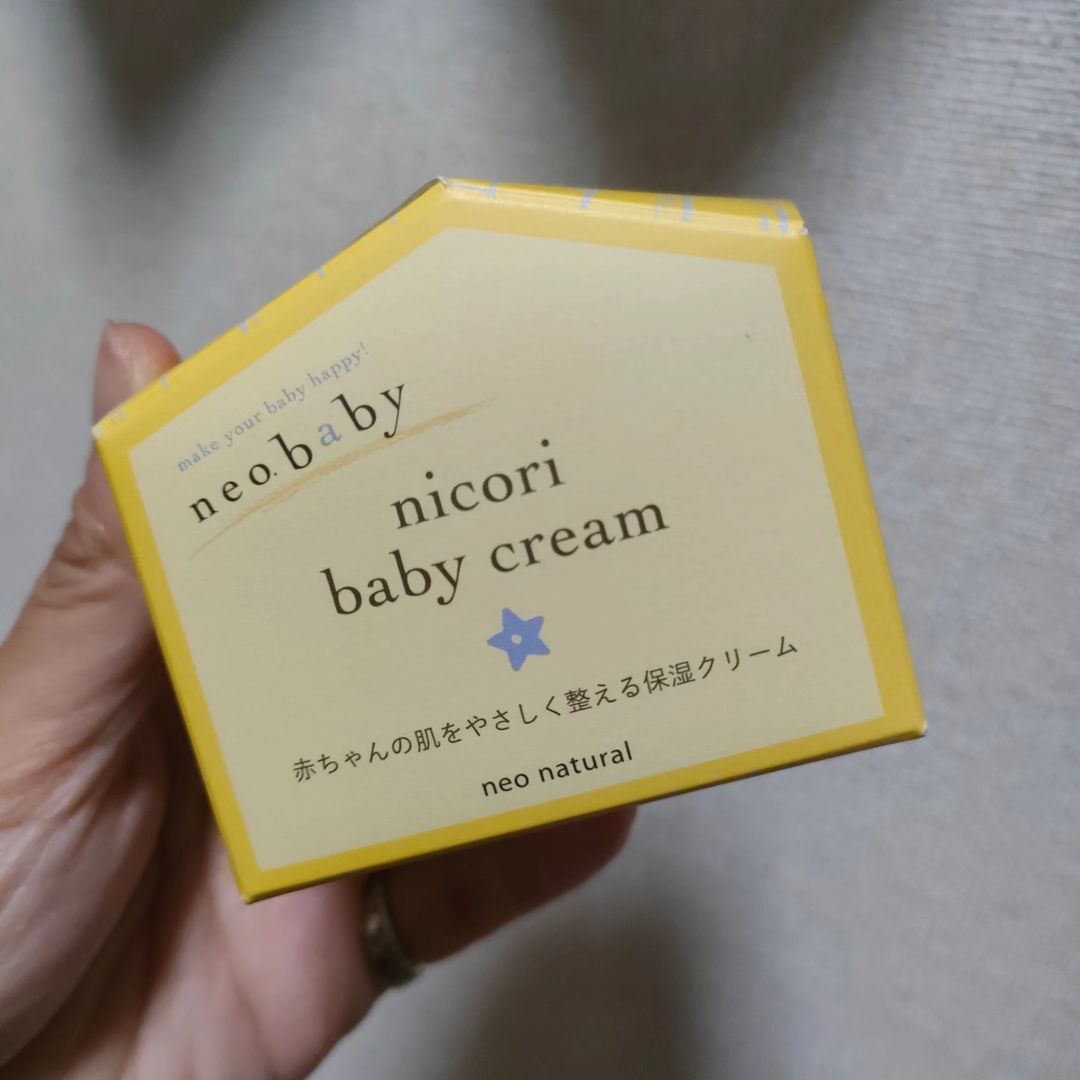 make your baby happy!
neo.baby
nicori
baby cream
赤ちゃんの肌をやさしく整える保湿クリーム
neo natural